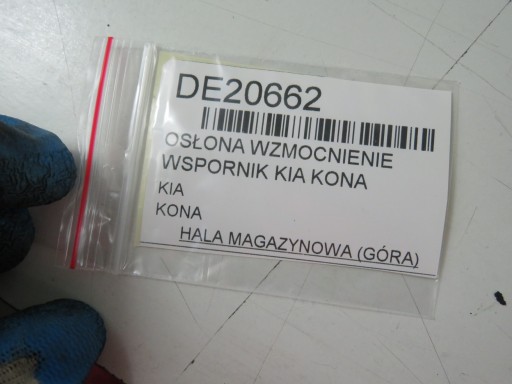 DE20662
OSŁONA WZMOCNIENIE
WSPORNIK KIA KONA
KIA
KONA
HALA MAGAZYNOWA (GÓRA)